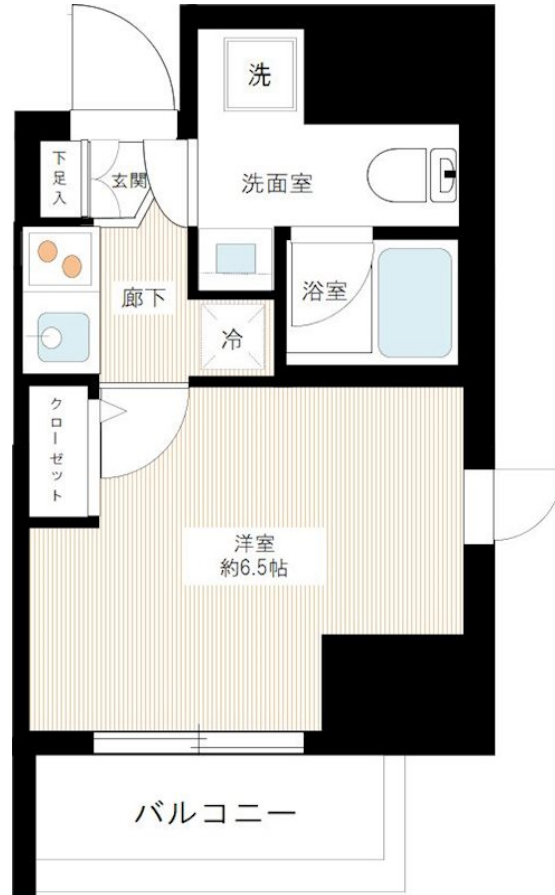 洗
下足入
玄関
洗面室
廊下
浴室
冷
クローゼット
洋室
約6.5帖
バルコニー